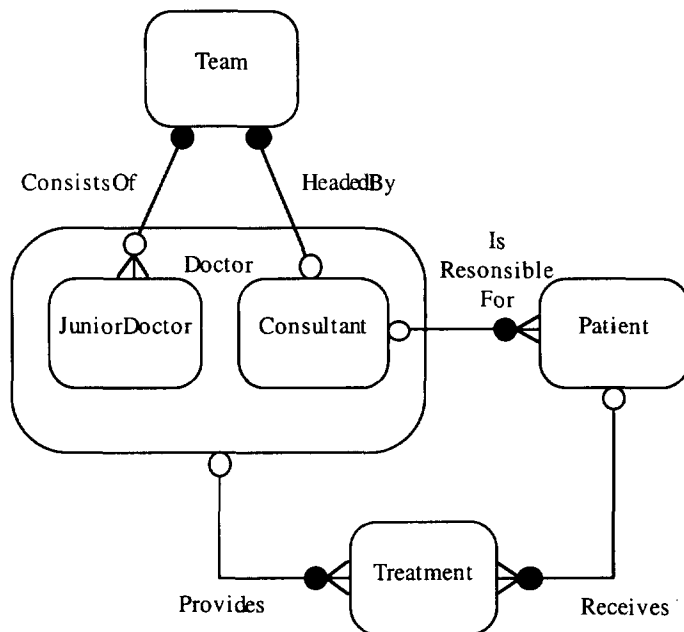 Team
ConsistsOf
HeadedBy
Is
Resonsible
For
Doctor
JuniorDoctor
Consultant
Patient
Treatment
Provides
Receives